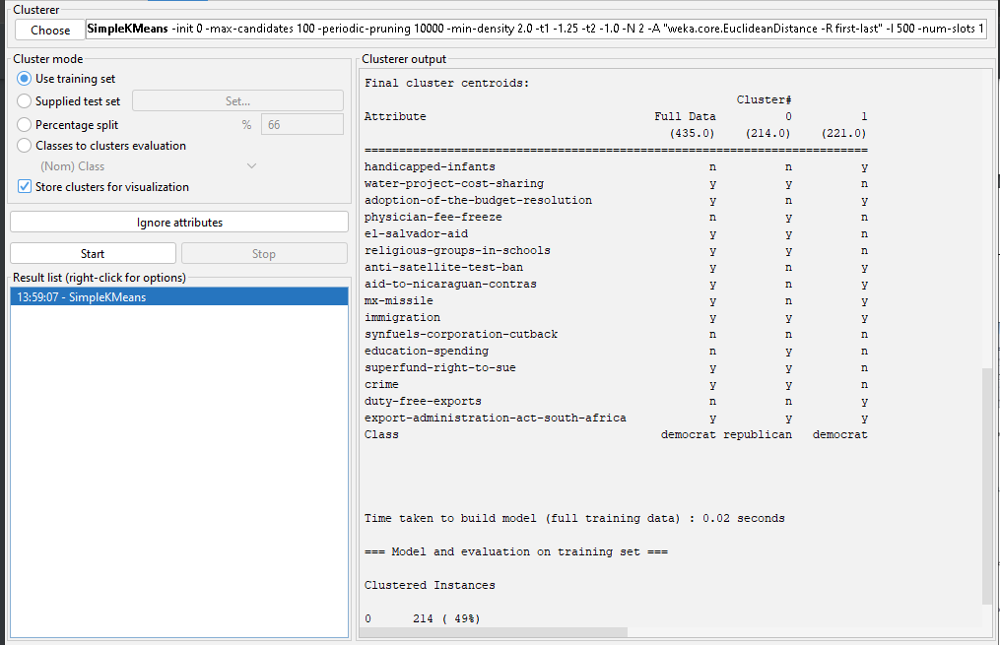 Clusterer
Choose SimpleKMeans -init 0 -max-candidates 100 -periodic-pruning 10000 -min-density 2.0 -t1 -1.25 -t2 -1.0 -N 2 -A "weka.core.EuclideanDistance -R first-last" -I 500 -num-slots 1
Cluster mode
Use training set
Supplied test set Set...
Percentage split % 66
Classes to clusters evaluation
(Nom) Class
Store clusters for visualization
Ignore attributes
Start Stop
Result list (right-click for options)
13:59:07 - SimpleKMeans
Clusterer output
Final cluster centroids:
Cluster#
Attribute Full Data 0 1
(435.0) (214.0) (221.0)
==========================================================================
handicapped-infants n n y
water-project-cost-sharing y y n
adoption-of-the-budget-resolution y n y
physician-fee-freeze n y n
el-salvador-aid y y n
religious-groups-in-schools y y n
anti-satellite-test-ban y n y
aid-to-nicaraguan-contras y n y
mx-missile y n y
immigration y y y
synfuels-corporation-cutback n n n
education-spending n y n
superfund-right-to-sue y y n
crime y y n
duty-free-exports n n y
export-administration-act-south-africa y y y
Class democrat republican democrat
Time taken to build model (full training data) : 0.02 seconds
=== Model and evaluation on training set ===
Clustered Instances
0 214 ( 49%)